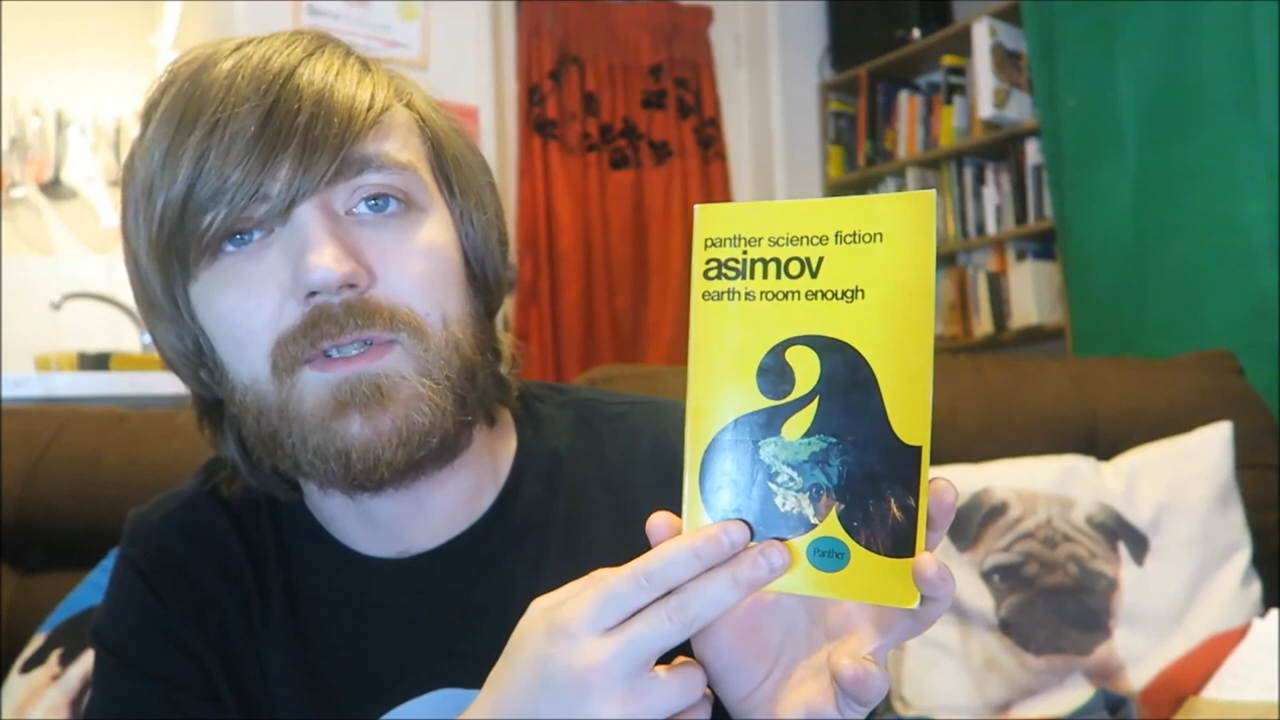 panther science fiction
asimov
earth is room enough
a
Panther